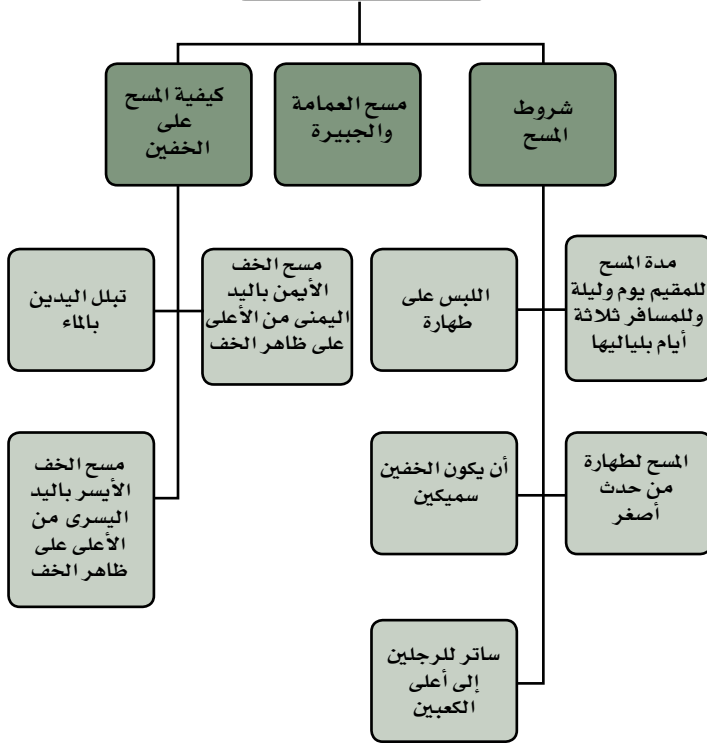 شروط
المسح
مسح العمامة
والجبيرة
كيفية المسح
على
الخفين
مدة المسح
للمقيم يوم وليلة
وللمسافر ثلاثة
أيام بلياليها
اللبس على
طهارة
المسح لطهارة
من حدث
أصغر
أن يكون الخفين
سميكين
ساتر للرجلين
إلى أعلى
الكعبين
مسح الخف
الأيمن باليد
اليمنى من الأعلى
على ظاهر الخف
تبلل اليدين
بالماء
مسح الخف
الأيسر باليد
اليسرى من
الأعلى على
ظاهر الخف